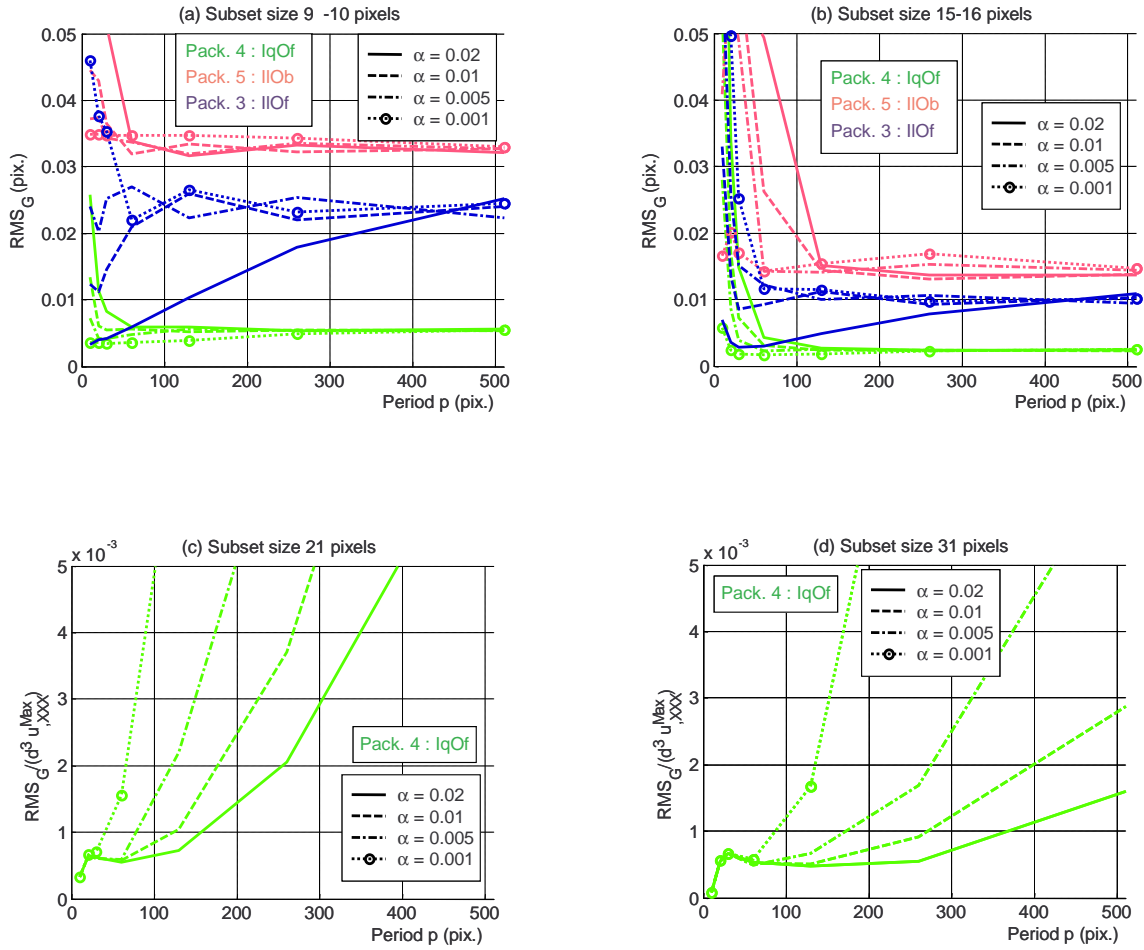 (a) Subset size 9 -10 pixels
0.05
0.04
0.03
0.02
0.01
0
RMS_G (pix.)
Pack. 4 : IqOf
Pack. 5 : IlOb
Pack. 3 : IlOf
α = 0.02
α = 0.01
α = 0.005
α = 0.001
0 100 200 300 400 500
Period p (pix.)
(b) Subset size 15-16 pixels
0.05
0.04
0.03
0.02
0.01
0
RMS_G (pix.)
Pack. 4 : IqOf
Pack. 5 : IlOb
Pack. 3 : IlOf
α = 0.02
α = 0.01
α = 0.005
α = 0.001
0 100 200 300 400 500
Period p (pix.)
x 10^-3
(c) Subset size 21 pixels
5
4
3
2
1
0
RMS_G/(d^3 u^Max_,XXX)
Pack. 4 : IqOf
α = 0.02
α = 0.01
α = 0.005
α = 0.001
0 100 200 300 400 500
Period p (pix.)
x 10^-3
(d) Subset size 31 pixels
5
4
3
2
1
0
RMS_G/(d^3 u^Max_,XXX)
Pack. 4 : IqOf
α = 0.02
α = 0.01
α = 0.005
α = 0.001
0 100 200 300 400 500
Period p (pix.)